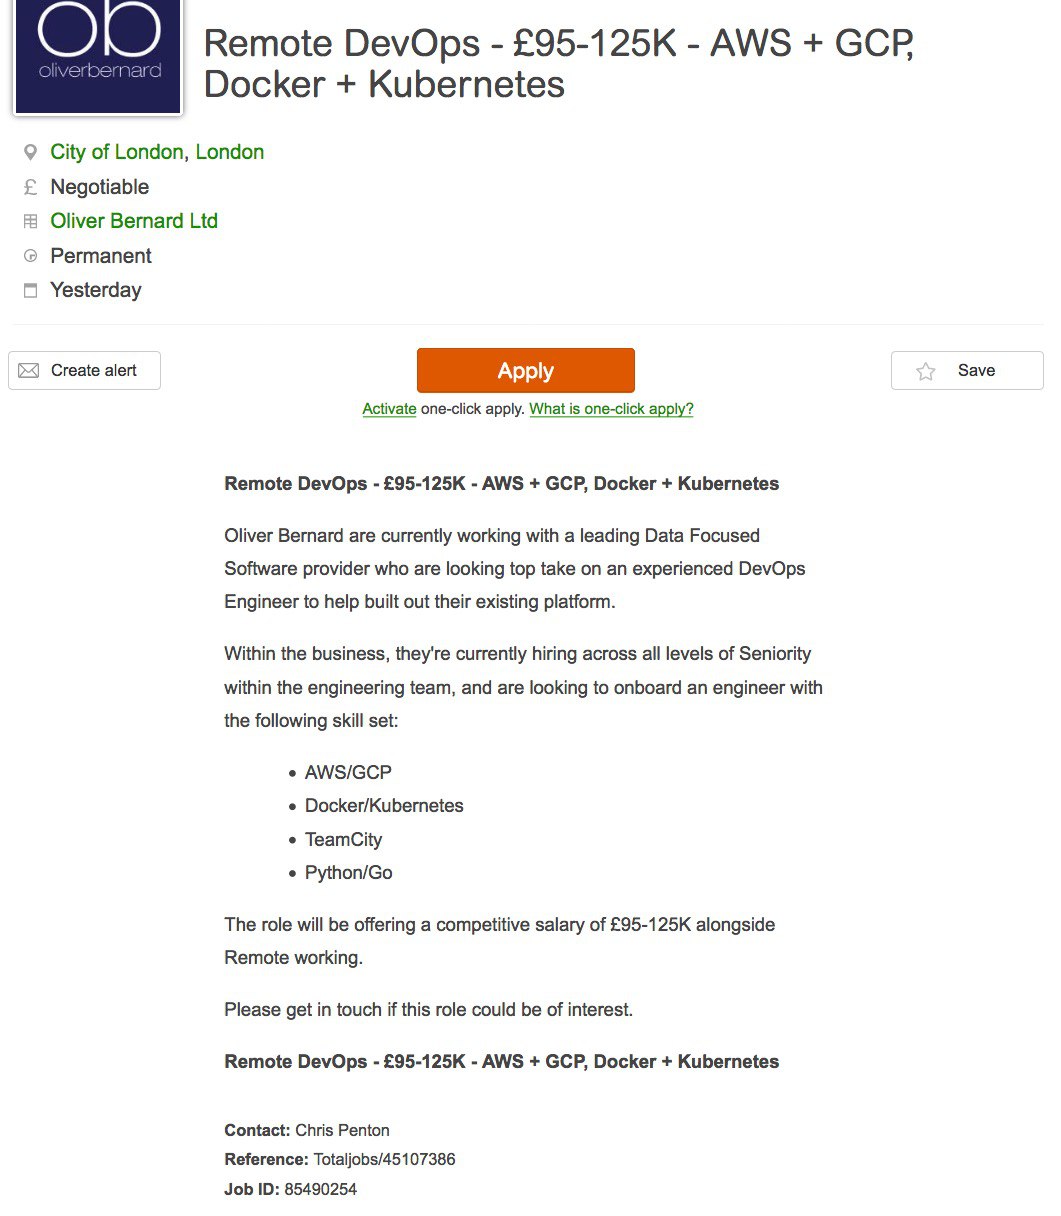 ob
oliverbernard
Remote DevOps - £95-125K - AWS + GCP,
Docker + Kubernetes
City of London, London
£ Negotiable
Oliver Bernard Ltd
Permanent
Yesterday
Create alert
Apply
Save
Activate one-click apply. What is one-click apply?
Remote DevOps - £95-125K - AWS + GCP, Docker + Kubernetes
Oliver Bernard are currently working with a leading Data Focused
Software provider who are looking top take on an experienced DevOps
Engineer to help built out their existing platform.
Within the business, they're currently hiring across all levels of Seniority
within the engineering team, and are looking to onboard an engineer with
the following skill set:
• AWS/GCP
• Docker/Kubernetes
• TeamCity
• Python/Go
The role will be offering a competitive salary of £95-125K alongside
Remote working.
Please get in touch if this role could be of interest.
Remote DevOps - £95-125K - AWS + GCP, Docker + Kubernetes
Contact: Chris Penton
Reference: Totaljobs/45107386
Job ID: 85490254